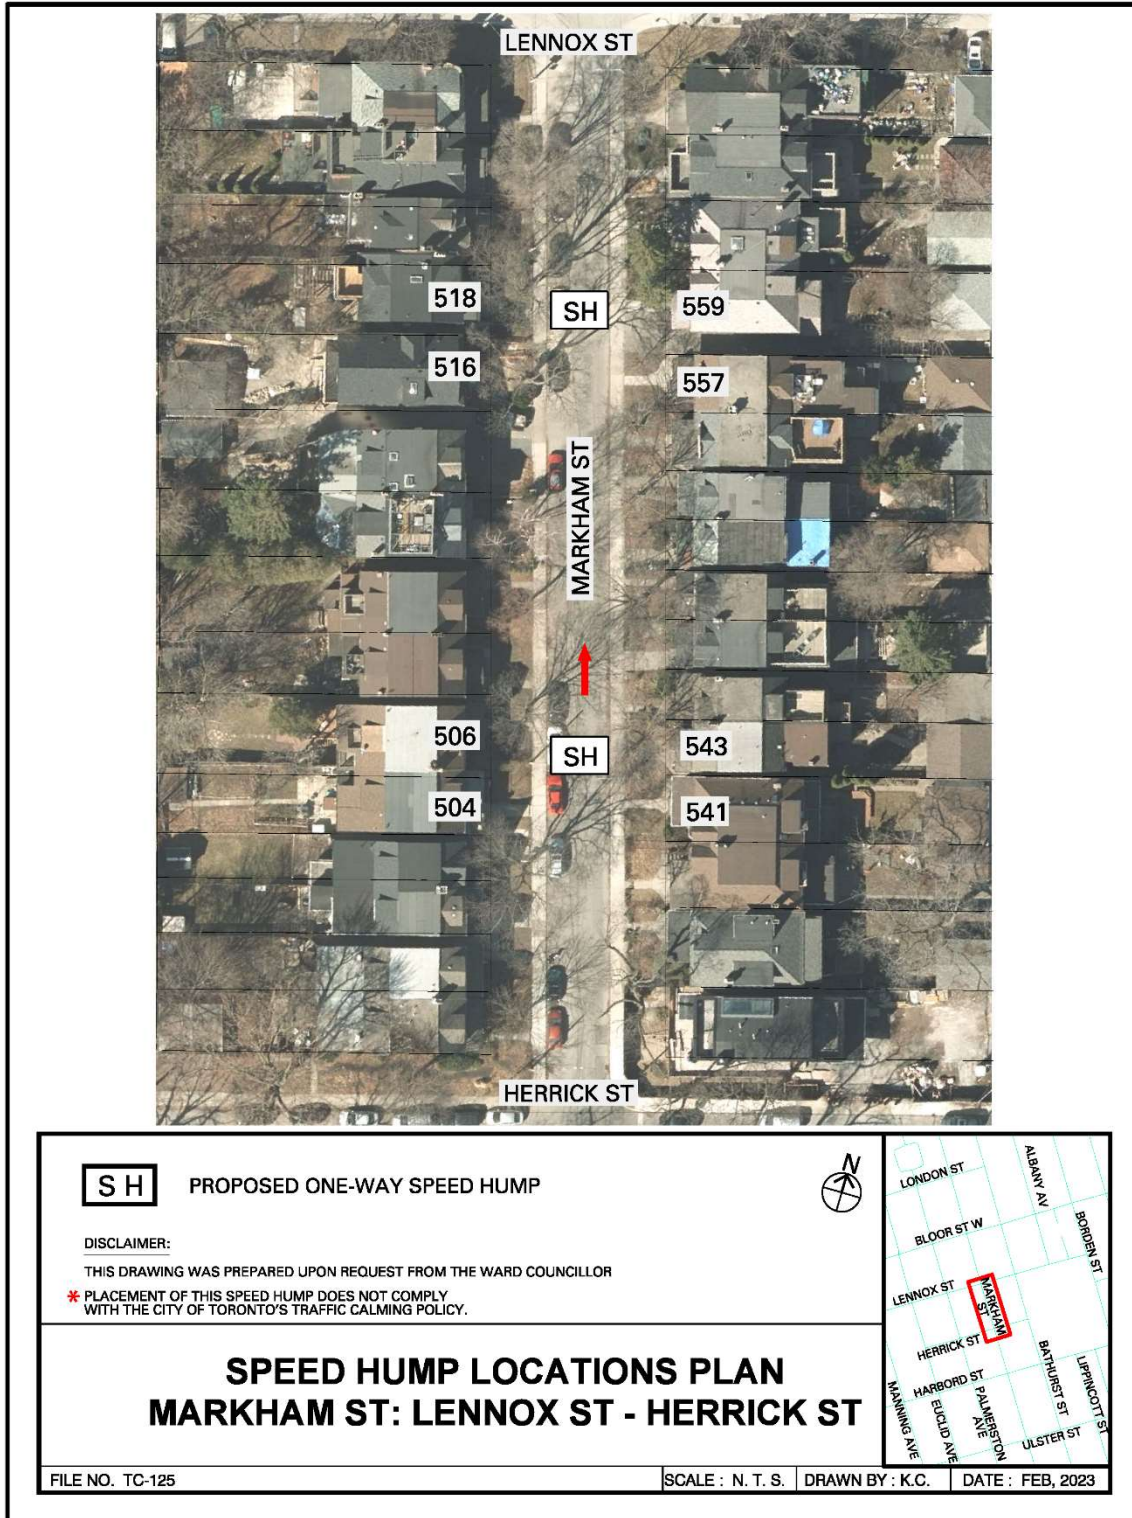 LENNOX ST
518
SH
559
516
557
MARKHAM ST
506
SH
543
504
541
HERRICK ST
SH PROPOSED ONE-WAY SPEED HUMP
N
DISCLAIMER:
THIS DRAWING WAS PREPARED UPON REQUEST FROM THE WARD COUNCILLOR
* PLACEMENT OF THIS SPEED HUMP DOES NOT COMPLY
WITH THE CITY OF TORONTO'S TRAFFIC CALMING POLICY.
SPEED HUMP LOCATIONS PLAN
MARKHAM ST: LENNOX ST - HERRICK ST
LONDON ST
ALBANY AV
BLOOR ST W
BORDEN ST
LENNOX ST
MARKHAM
ST
HERRICK ST
HARBORD ST
BATHURST ST
LIPPINCOTT ST
MANNING AVE
EUCLID AVE
PALMERSTON
AVE
ULSTER ST
FILE NO. TC-125
SCALE : N. T. S.
DRAWN BY : K.C.
DATE : FEB, 2023